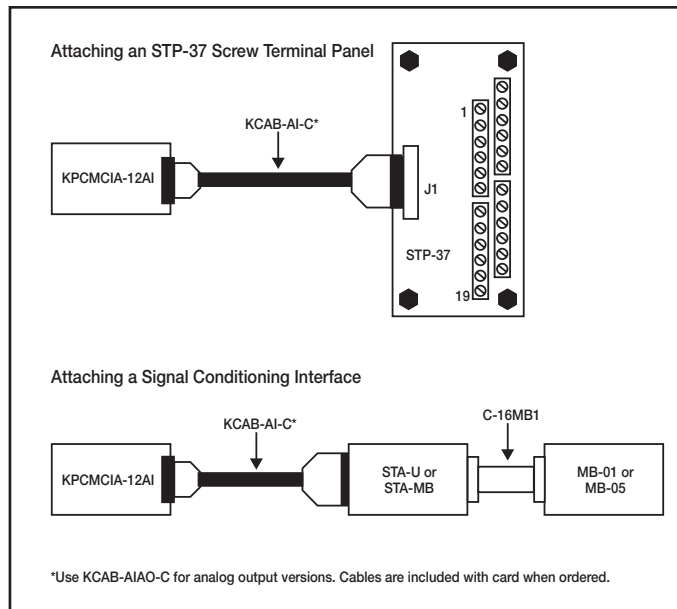 Attaching an STP-37 Screw Terminal Panel
KCAB-AI-C*
1
KPCMCIA-12AI
J1
STP-37
19
Attaching a Signal Conditioning Interface
KCAB-AI-C*
C-16MB1
KPCMCIA-12AI
STA-U or
STA-MB
MB-01 or
MB-05
*Use KCAB-AIAO-C for analog output versions. Cables are included with card when ordered.